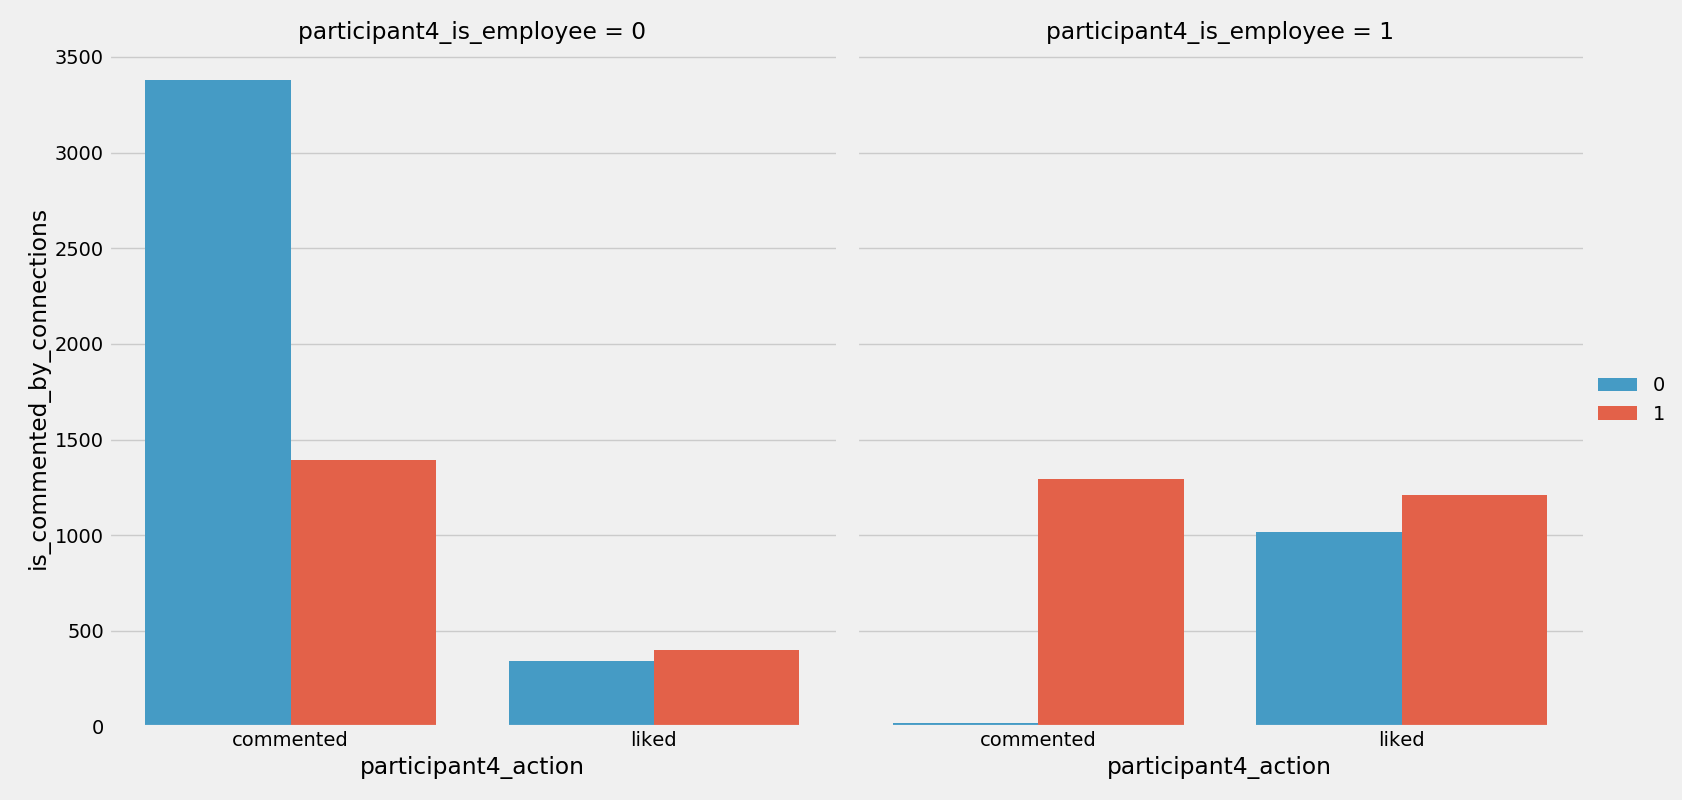 participant4_is_employee = 0
participant4_is_employee = 1
is_commented_by_connections
3500
3000
2500
2000
1500
1000
500
0
commented
liked
commented
liked
participant4_action
participant4_action
0
1